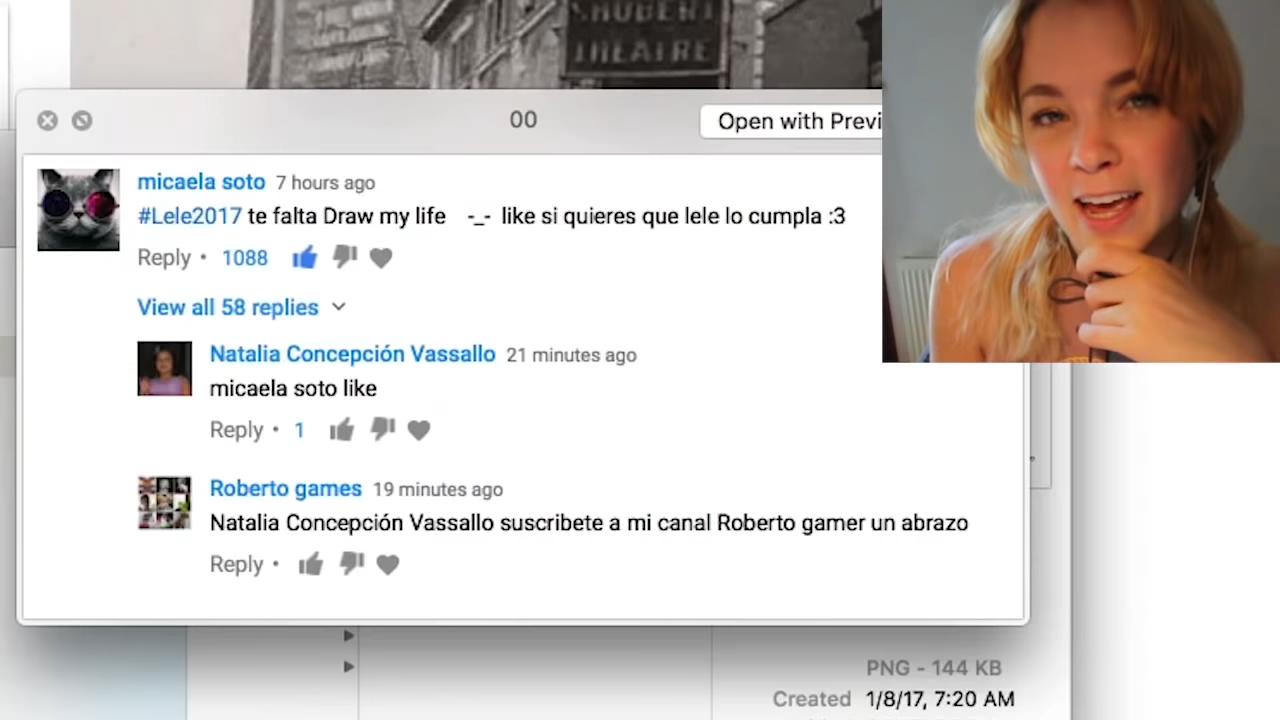 SHUBERT
THEATRE
00
Open with Previ
micaela soto 7 hours ago
#Lele2017 te falta Draw my life -_- like si quieres que lele lo cumpla :3
Reply • 1088
View all 58 replies
Natalia Concepción Vassallo 21 minutes ago
micaela soto like
Reply • 1
Roberto games 19 minutes ago
Natalia Concepción Vassallo suscribete a mi canal Roberto gamer un abrazo
Reply •
PNG - 144 KB
Created 1/8/17, 7:20 AM